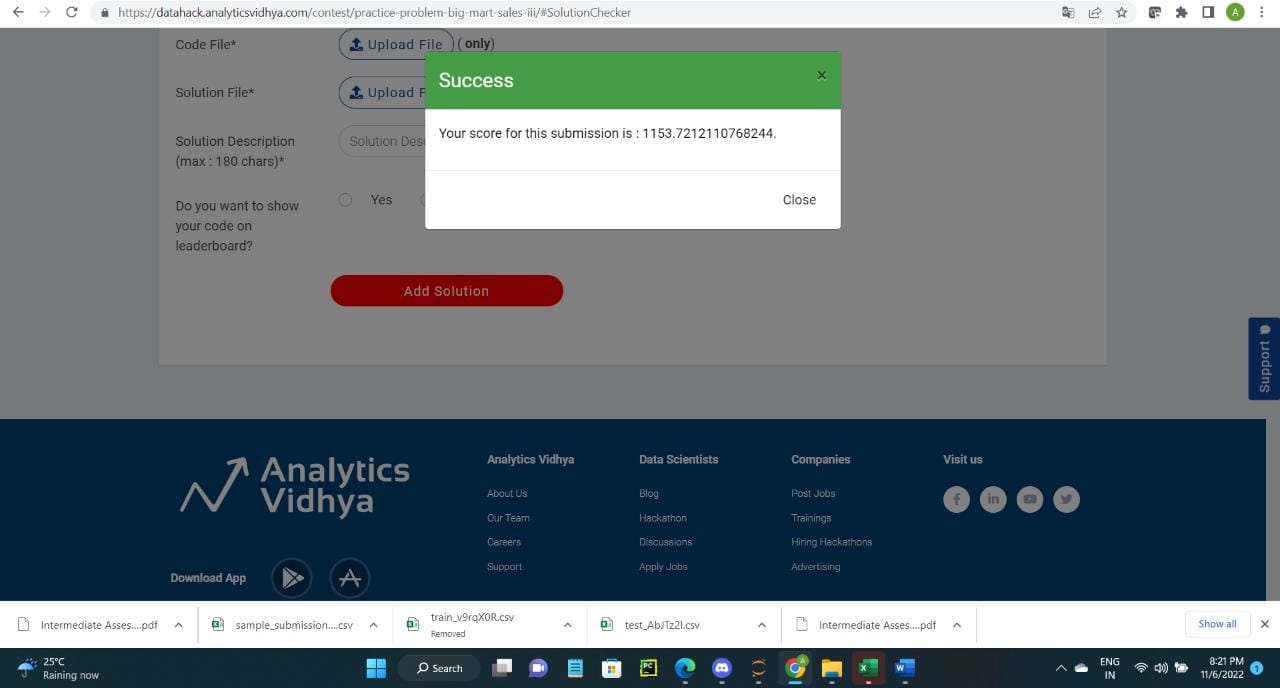 https://datahack.analyticsvidhya.com/contest/practice-problem-big-mart-sales-iii/#SolutionChecker
A
Code File*
Upload File
( only)
Success
×
Solution File*
Upload F
Your score for this submission is : 1153.7212110768244.
Solution Description
(max : 180 chars)*
Solution Des
Close
Do you want to show
your code on
leaderboard?
Yes
Add Solution
Support
Analytics
Vidhya
Download App
Analytics Vidhya
About Us
Our Team
Careers
Support
Data Scientists
Blog
Hackathon
Discussions
Apply Jobs
Companies
Post Jobs
Trainings
Hiring Hackathons
Advertising
Visit us
Intermediate Asses....pdf
sample_submission....csv
train_v9rqX0R.csv
Removed
test_AbJTz2l.csv
Intermediate Asses....pdf
Show all
25°C
Raining now
Search
ENG
IN
8:21 PM
11/6/2022
1